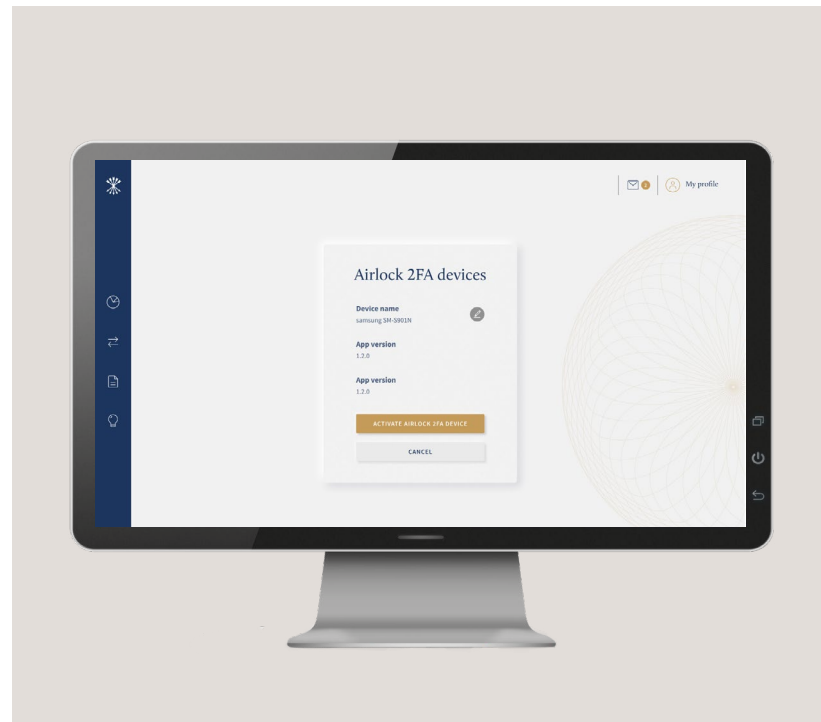 My profile
Airlock 2FA devices
Device name
samsung SM-S901N
App version
1.2.0
App version
1.2.0
ACTIVATE AIRLOCK 2FA DEVICE
CANCEL